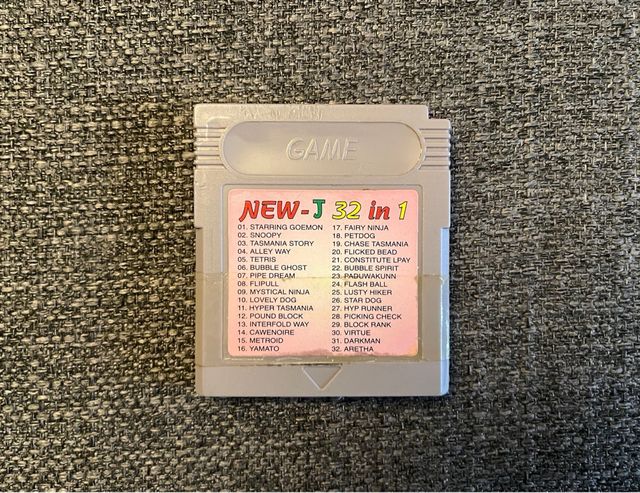 GAME
NEW-J 32 in 1
01. STARRING GOEMON
02. SNOOPY
03. TASMANIA STORY
04. ALLEY WAY
05. TETRIS
06. BUBBLE GHOST
07. PIPE DREAM
08. FLIPULL
09. MYSTICAL NINJA
10. LOVELY DOG
11. HYPER TASMANIA
12. POUND BLOCK
13. INTERFOLD WAY
14. CAWENOIRE
15. METROID
16. YAMATO
17. FAIRY NINJA
18. PETDOG
19. CHASE TASMANIA
20. FLICKED BEAD
21. CONSTITUTE LPAY
22. BUBBLE SPIRIT
23. PADUWAKUNN
24. FLASH BALL
25. LUSTY HIKER
26. STAR DOG
27. HYP RUNNER
28. PICKING CHECK
29. BLOCK RANK
30. VIRTUE
31. DARKMAN
32. ARETHA